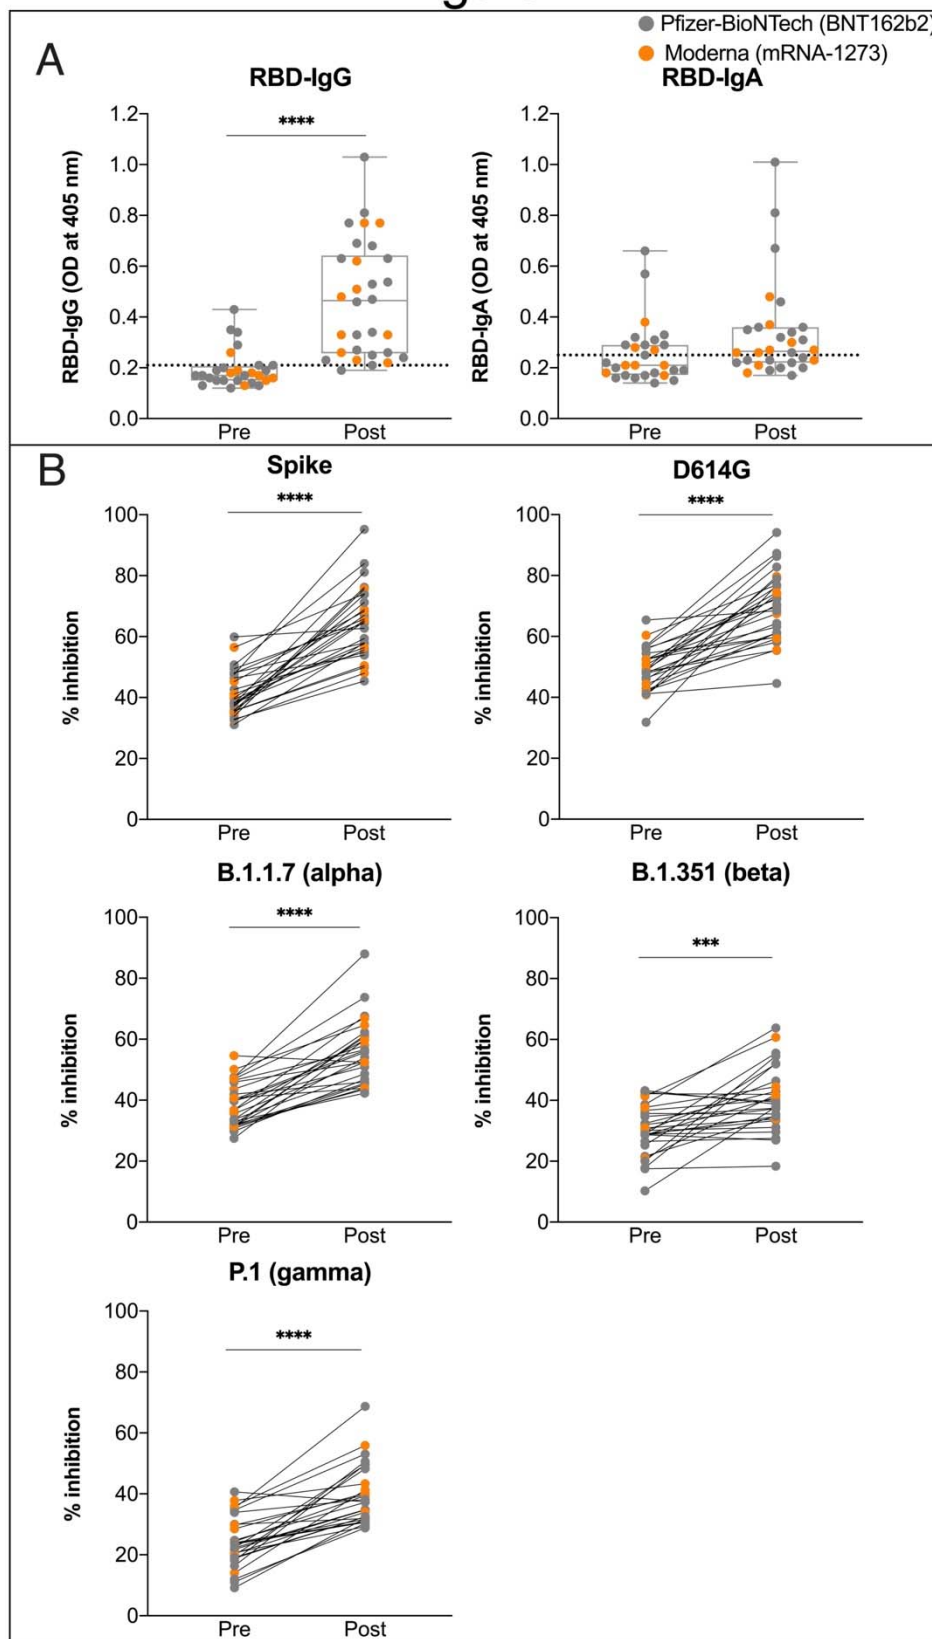 Pfizer-BioNTech (BNT162b2)
Moderna (mRNA-1273)
A
RBD-IgG
RBD-IgA
****
RBD-IgG (OD at 405 nm)
1.2
1.0
0.8
0.6
0.4
0.2
0.0
Pre
Post
RBD-IgA (OD at 405 nm)
1.2
1.0
0.8
0.6
0.4
0.2
0.0
Pre
Post
B
Spike
****
% inhibition
100
80
60
40
20
0
Pre
Post
D614G
****
% inhibition
100
80
60
40
20
0
Pre
Post
B.1.1.7 (alpha)
****
% inhibition
100
80
60
40
20
0
Pre
Post
B.1.351 (beta)
***
% inhibition
100
80
60
40
20
0
Pre
Post
P.1 (gamma)
****
% inhibition
100
80
60
40
20
0
Pre
Post